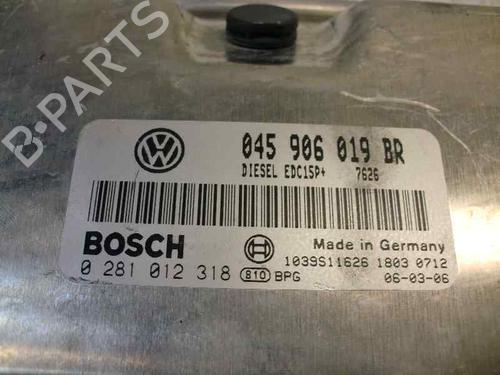 B-PARTS
045 906 019 BR
DIESEL EDC15P+ 7626
BOSCH
Made in Germany
1039S11626 1803 0712
0 281 012 318 810 BPG
06-03-06